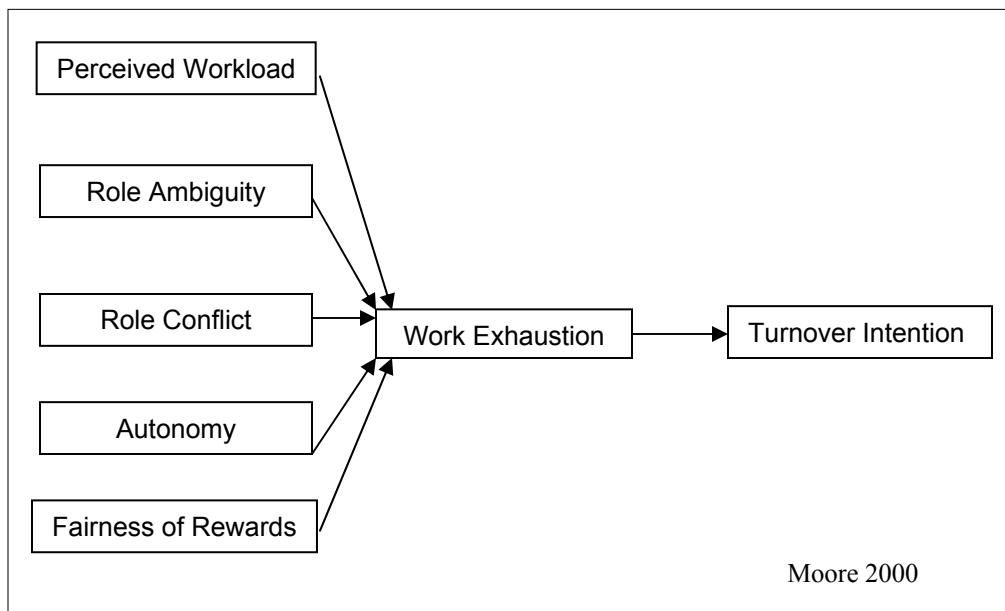 Perceived Workload
Role Ambiguity
Role Conflict
Work Exhaustion
Turnover Intention
Autonomy
Fairness of Rewards
Moore 2000